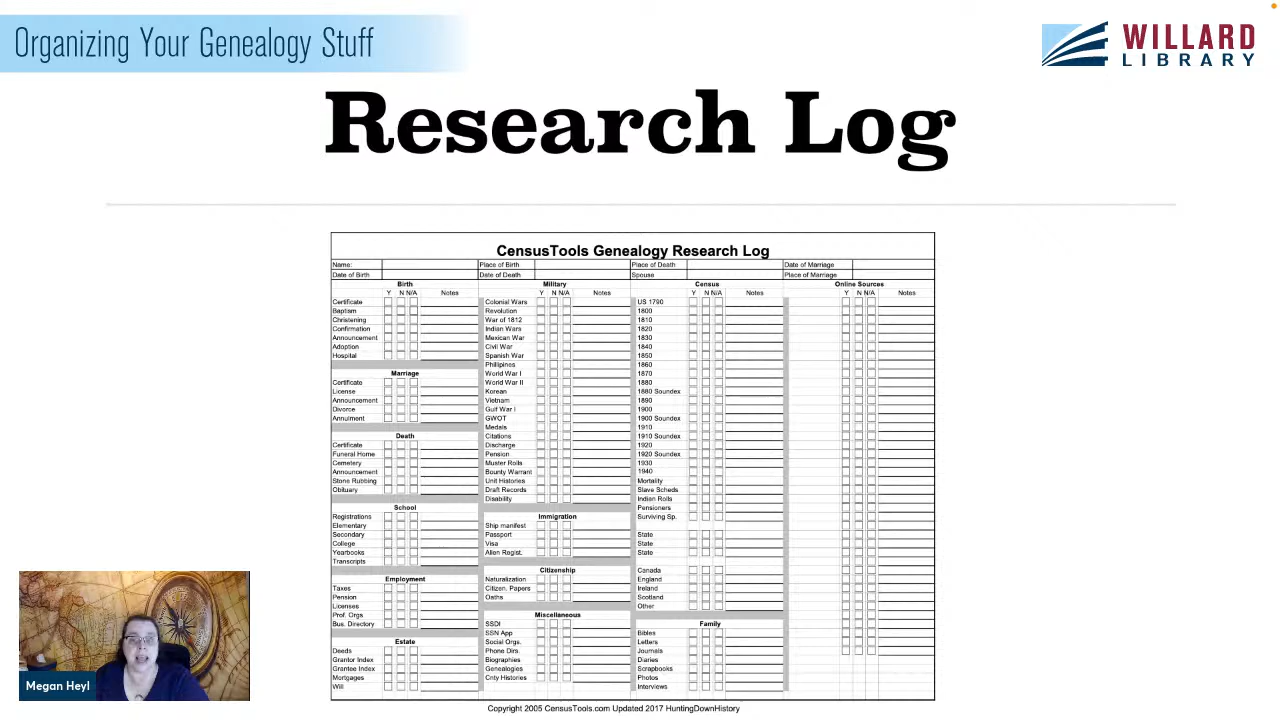 Organizing Your Genealogy Stuff
WILLARD
LIBRARY
Research Log
CensusTools Genealogy Research Log
Name: Place of Birth Place of Death Date of Marriage
Date of Birth Date of Death Spouse Place of Marriage
Birth
Y N N/A Notes
Certificate
Baptism
Christening
Confirmation
Announcement
Adoption
Hospital
Marriage
Certificate
License
Announcement
Divorce
Annulment
Death
Certificate
Funeral Home
Cemetery
Announcement
Stone Rubbing
Obituary
School
Registrations
Elementary
Secondary
College
Yearbooks
Transcripts
Employment
Taxes
Pension
Licenses
Prof. Orgs
Bus. Directory
Estate
Deeds
Grantor Index
Grantee Index
Mortgages
Will
Military
Y N N/A Notes
Colonial Wars
Revolution
War of 1812
Indian Wars
Mexican War
Civil War
Spanish War
Phillipines
World War I
World War II
Korean
Vietnam
Gulf War I
GWOT
Medals
Citations
Discharge
Pension
Muster Rolls
Bounty Warrant
Unit Histories
Draft Records
Disability
Immigration
Ship manifest
Passport
Visa
Alien Regist.
Citizenship
Naturalization
Citizen. Papers
Oaths
Miscellaneous
SSDI
SSN App
Social Orgs.
Phone Dirs.
Biographies
Genealogies
Cnty Histories
Census
Y N N/A Notes
US 1790
1800
1810
1820
1830
1840
1850
1860
1870
1880
1880 Soundex
1890
1900
1900 Soundex
1910
1910 Soundex
1920
1920 Soundex
1930
1940
Mortality
Slave Scheds
Indian Rolls
Pensioners
Surviving Sp.
State
State
State
Canada
England
Ireland
Scotland
Other
Family
Bibles
Letters
Journals
Diaries
Scrapbooks
Photos
Interviews
Online Sources
Y N N/A Notes
Copyright 2005 CensusTools.com Updated 2017 HuntingDownHistory
Megan Heyl